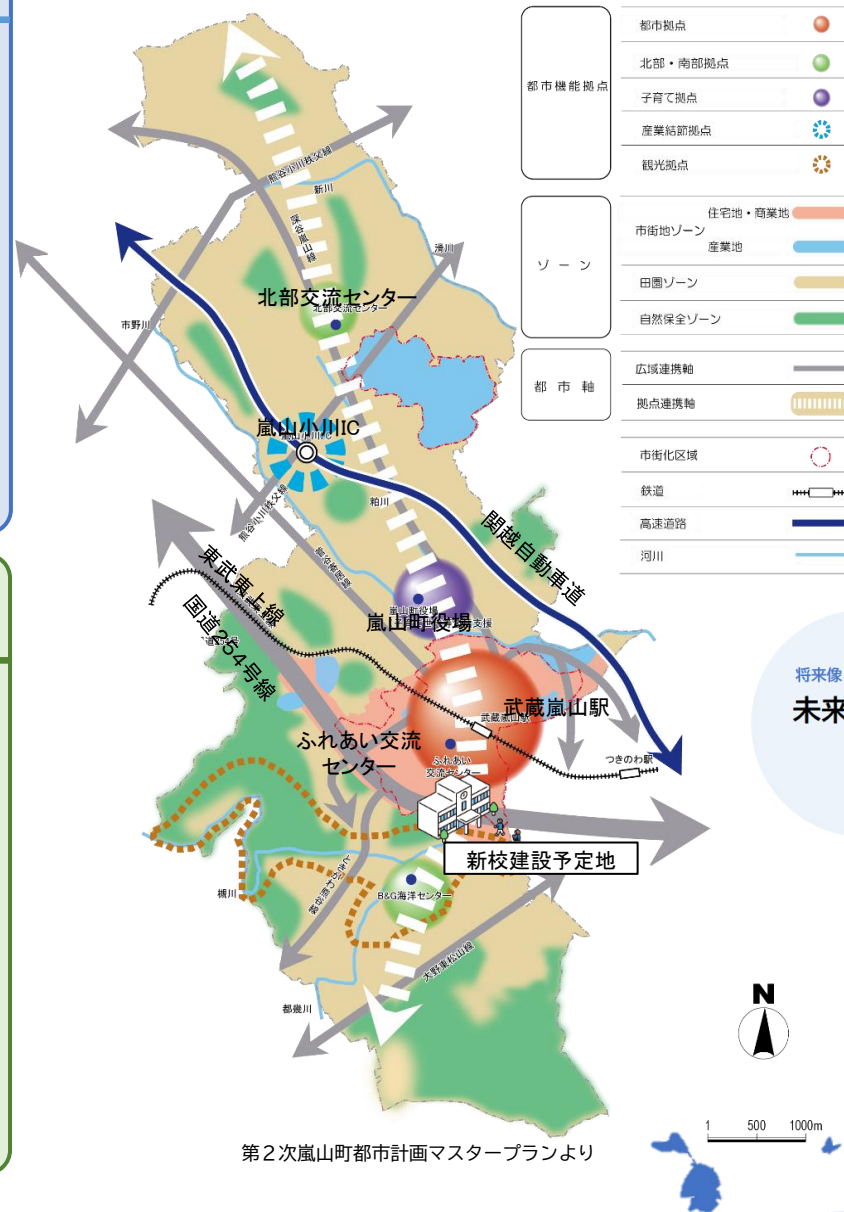 都市機能拠点
都市拠点
北部・南部拠点
子育て拠点
産業結節拠点
観光拠点
ゾーン
市街地ゾーン
住宅地・商業地
産業地
田園ゾーン
自然保全ゾーン
都市軸
広域連携軸
拠点連携軸
市街化区域
鉄道
高速道路
河川
熊谷小川秩父線
新川
深谷嵐山線
滑川
北部交流センター
北部交流センター
市野川
嵐山小川IC
粕川
熊谷小川秩父線
関越自動車道
東武東上線
国道254号線
嵐山町役場
嵐山町役場
支援
武蔵嵐山駅
武蔵嵐山駅
ふれあい交流
センター
ふれあい
交流センター
つきのわ駅
新校建設予定地
槻川
B&G海洋センター
大野東松山線
都幾川
将来像
未来
N
1 500 1000m
第2次嵐山町都市計画マスタープランより